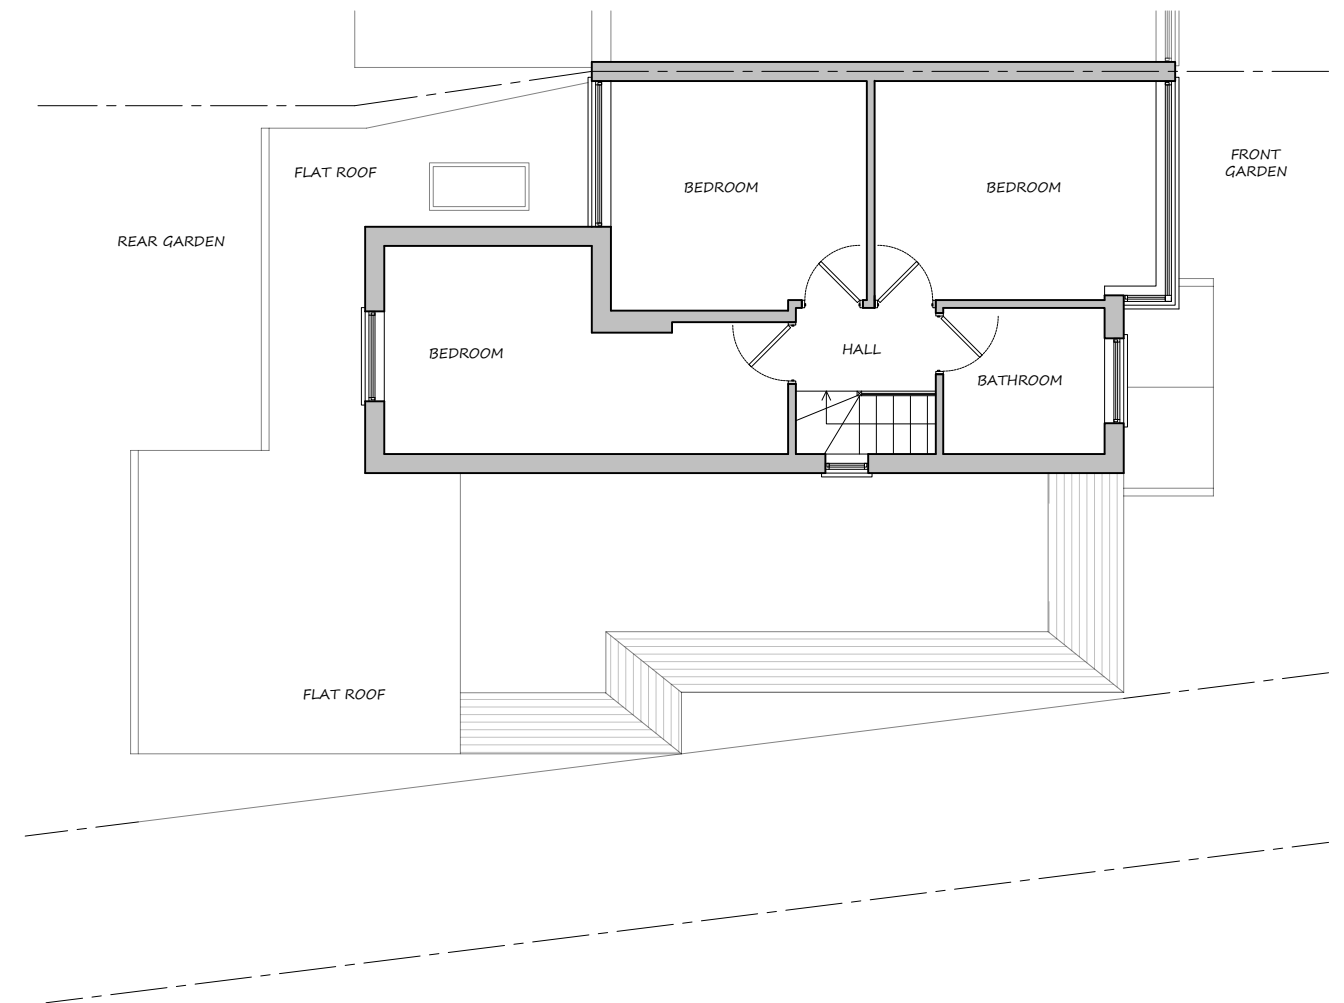 FRONT
GARDEN
FLAT ROOF
BEDROOM
BEDROOM
REAR GARDEN
HALL
BEDROOM
BATHROOM
FLAT ROOF